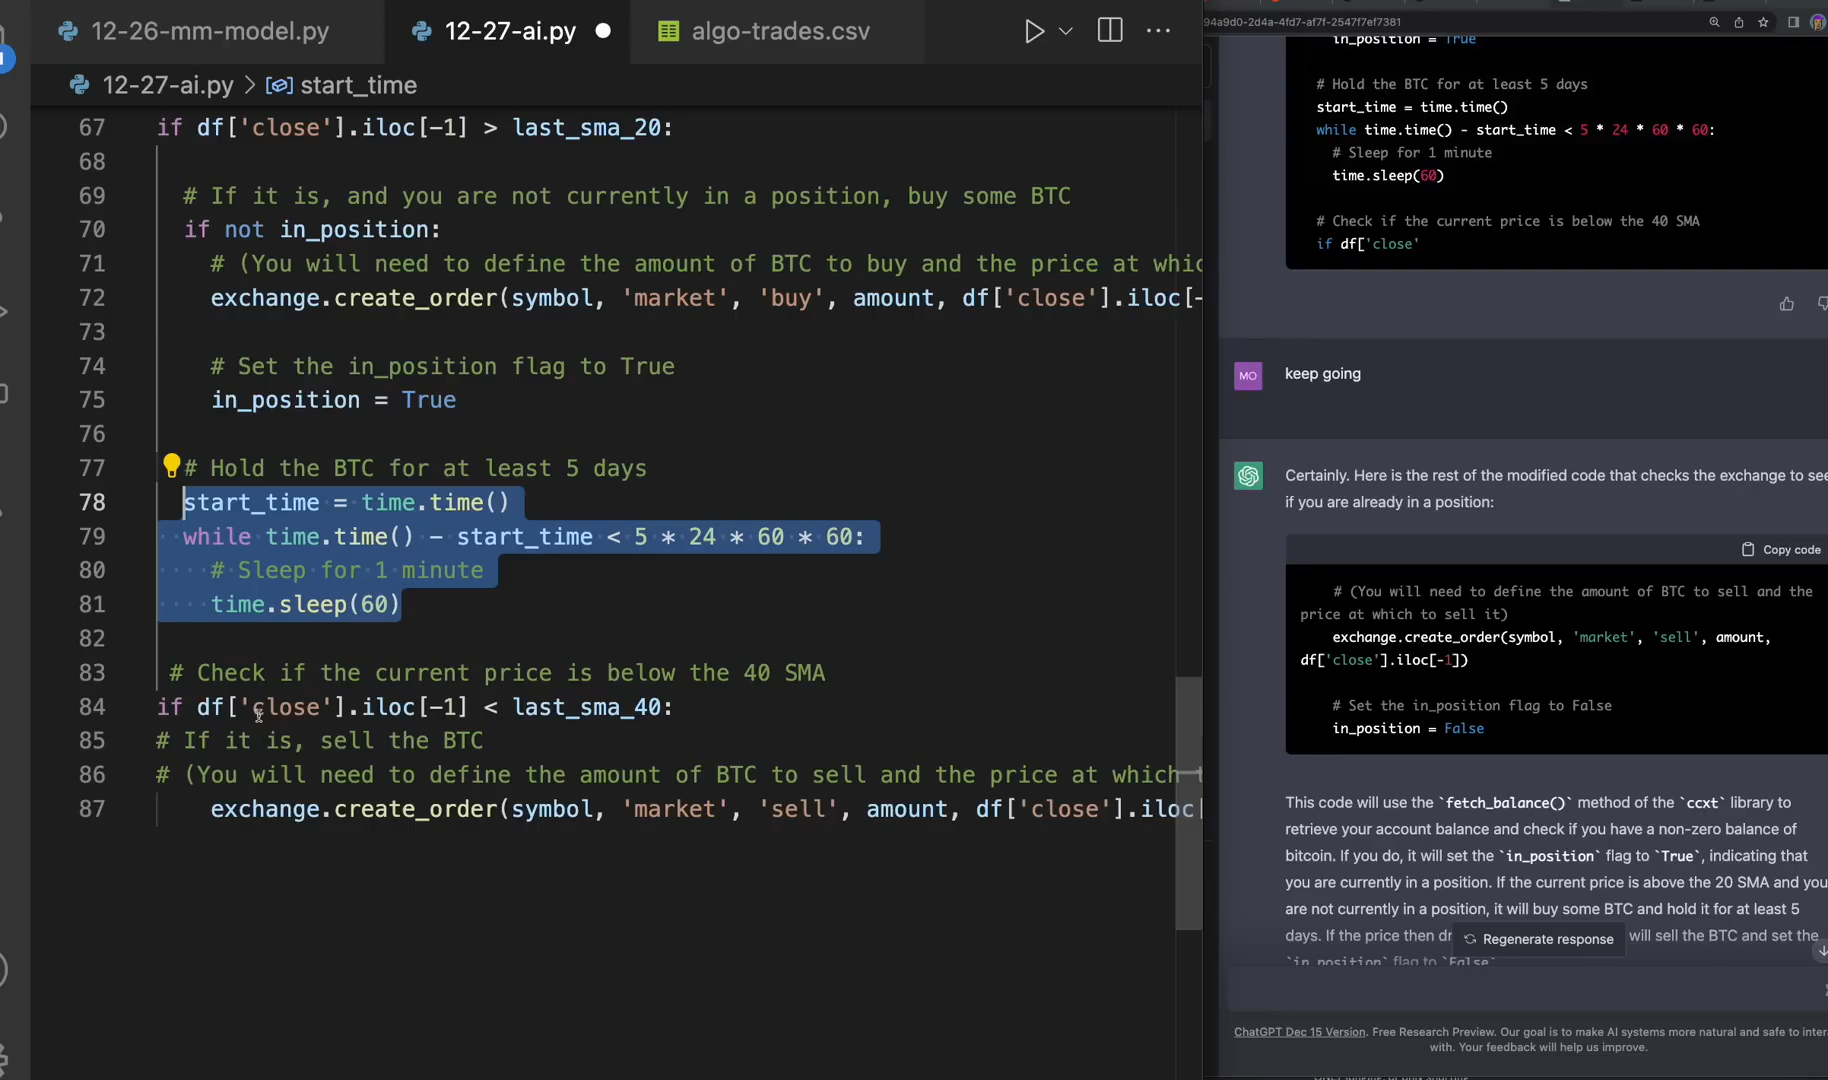 12-26-mm-model.py
12-27-ai.py
algo-trades.csv
12-27-ai.py > start_time
67 if df['close'].iloc[-1] > last_sma_20:
68
69 # If it is, and you are not currently in a position, buy some BTC
70 if not in_position:
71 # (You will need to define the amount of BTC to buy and the price at whic
72 exchange.create_order(symbol, 'market', 'buy', amount, df['close'].iloc[-
73
74 # Set the in_position flag to True
75 in_position = True
76
77 # Hold the BTC for at least 5 days
78 start_time = time.time()
79 while time.time() - start_time < 5 * 24 * 60 * 60:
80 # Sleep for 1 minute
81 time.sleep(60)
82
83 # Check if the current price is below the 40 SMA
84 if df['close'].iloc[-1] < last_sma_40:
85 # If it is, sell the BTC
86 # (You will need to define the amount of BTC to sell and the price at which
87 exchange.create_order(symbol, 'market', 'sell', amount, df['close'].iloc[
94a9d0-2d4a-4fd7-af7f-2547f7ef7381
in_position = True
# Hold the BTC for at least 5 days
start_time = time.time()
while time.time() - start_time < 5 * 24 * 60 * 60:
# Sleep for 1 minute
time.sleep(60)
# Check if the current price is below the 40 SMA
if df['close'
MO
keep going
Certainly. Here is the rest of the modified code that checks the exchange to see
if you are already in a position:
Copy code
# (You will need to define the amount of BTC to sell and the
price at which to sell it)
exchange.create_order(symbol, 'market', 'sell', amount,
df['close'].iloc[-1])
# Set the in_position flag to False
in_position = False
This code will use the `fetch_balance()` method of the `ccxt` library to
retrieve your account balance and check if you have a non-zero balance of
bitcoin. If you do, it will set the `in_position` flag to `True`, indicating that
you are currently in a position. If the current price is above the 20 SMA and you
are not currently in a position, it will buy some BTC and hold it for at least 5
days. If the price then dr will sell the BTC and set the
Regenerate response
`in_position` flag to `False`
ChatGPT Dec 15 Version. Free Research Preview. Our goal is to make AI systems more natural and safe to inter
with. Your feedback will help us improve.